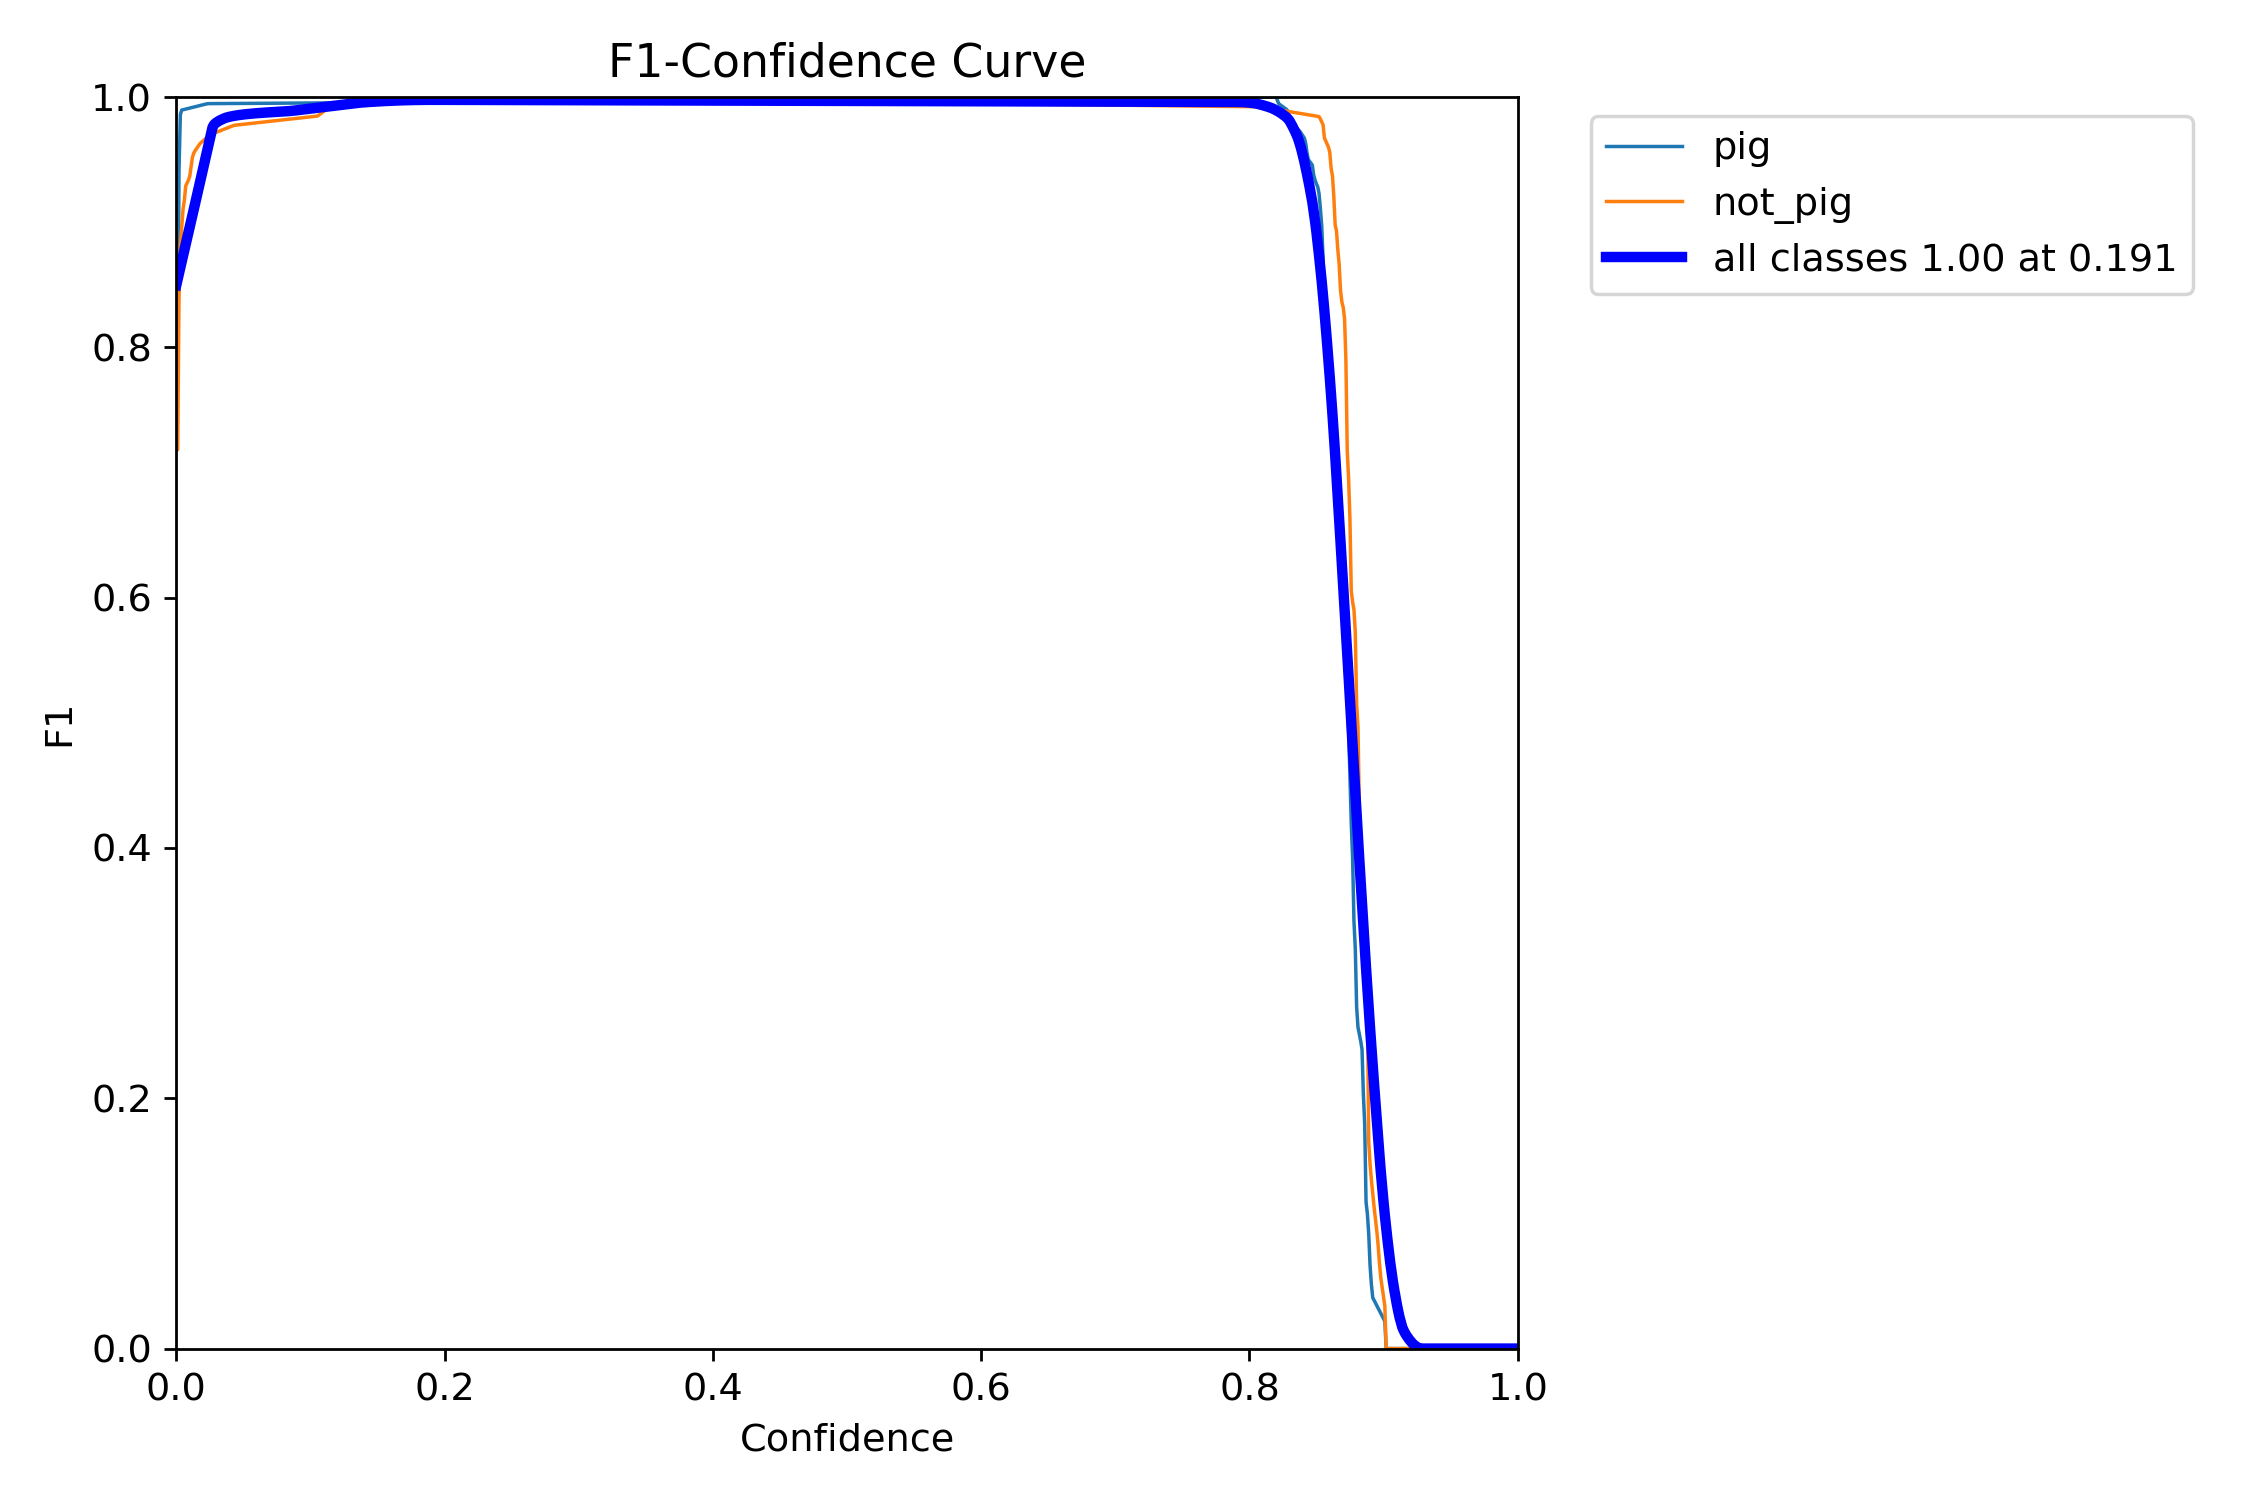 F1-Confidence Curve
1.0
0.8
0.6
0.4
0.2
0.0
F1
0.0 0.2 0.4 0.6 0.8 1.0
Confidence
pig
not_pig
all classes 1.00 at 0.191